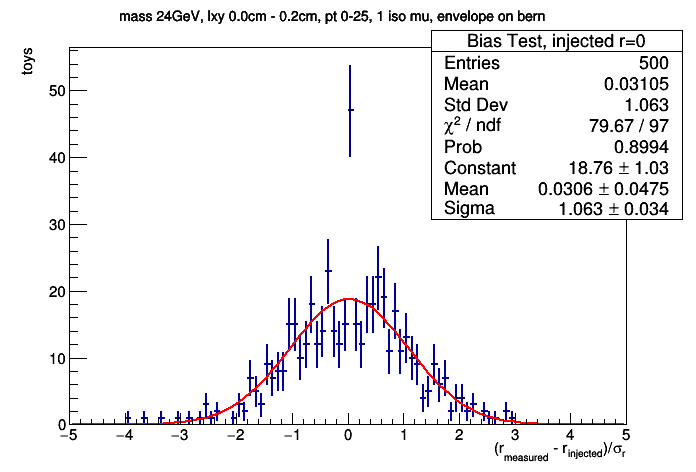 mass 24GeV, lxy 0.0cm - 0.2cm, pt 0-25, 1 iso mu, envelope on bern
Bias Test, injected r=0
Entries 500
Mean 0.03105
Std Dev 1.063
χ² / ndf 79.67 / 97
Prob 0.8994
Constant 18.76 ± 1.03
Mean 0.0306 ± 0.0475
Sigma 1.063 ± 0.034
toys
50
40
30
20
10
0
−5 −4 −3 −2 −1 0 1 2 3 4 5
(r_measured - r_injected)/σ_r